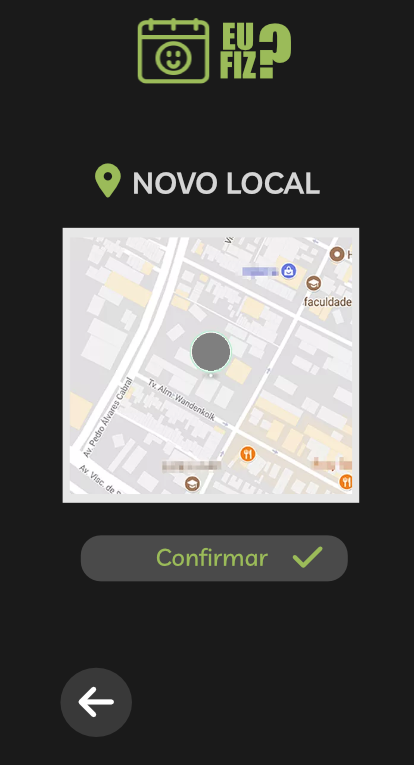 EU
FIZ?
NOVO LOCAL
faculdade
Av. Pedro Álvares Cabral
Tv. Alm. Wandenkolk
Av. Visc. de
Confirmar